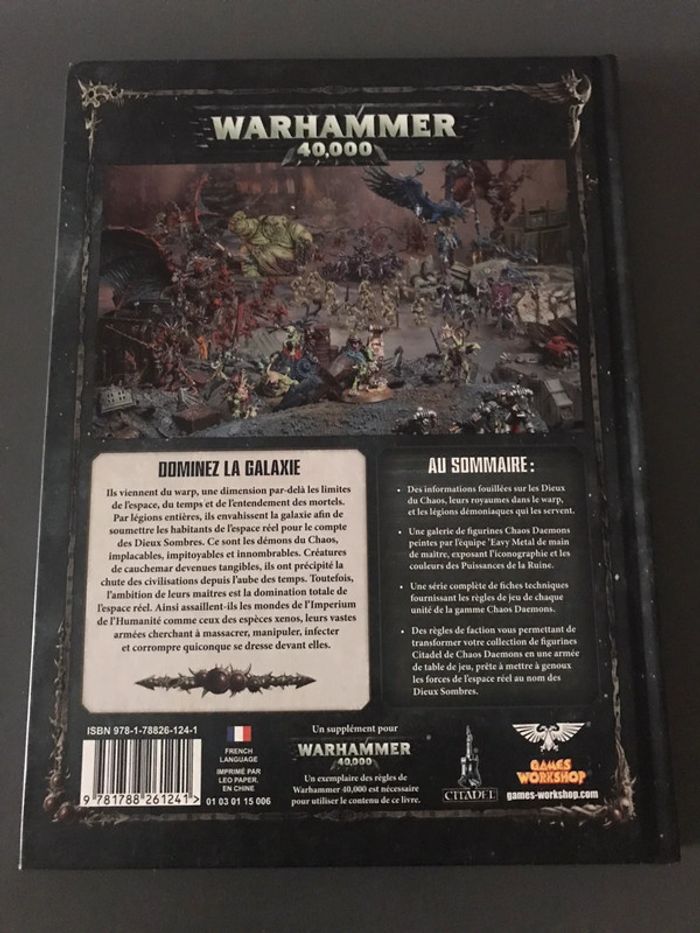 WARHAMMER
40,000
DOMINEZ LA GALAXIE
Ils viennent du warp, une dimension par-delà les limites
de l'espace, du temps et de l'entendement des mortels.
Par légions entières, ils envahissent la galaxie afin de
soumettre les habitants de l'espace réel pour le compte
des Dieux Sombres. Ce sont les démons du Chaos,
implacables, impitoyables et innombrables. Créatures
de cauchemar devenues tangibles, ils ont précipité la
chute des civilisations depuis l'aube des temps. Toutefois,
l'ambition de leurs maîtres est la domination totale de
l'espace réel. Ainsi assaillent-ils les mondes de l'Imperium
de l'Humanité comme ceux des espèces xenos, leurs vastes
armées cherchant à massacrer, manipuler, infecter
et corrompre quiconque se dresse devant elles.
AU SOMMAIRE :
• Des informations fouillées sur les Dieux
du Chaos, leurs royaumes dans le warp,
et les légions démoniaques qui les servent.
• Une galerie de figurines Chaos Daemons
peintes par l'équipe 'Eavy Metal de main
de maître, exposant l'iconographie et les
couleurs des Puissances de la Ruine.
• Une série complète de fiches techniques
fournissant les règles de jeu de chaque
unité de la gamme Chaos Daemons.
• Des règles de faction vous permettant de
transformer votre collection de figurines
Citadel de Chaos Daemons en une armée
de table de jeu, prête à mettre à genoux
les forces de l'espace réel au nom des
Dieux Sombres.
ISBN 978-1-78826-124-1
9 781788 261241 >
FRENCH
LANGUAGE
IMPRIMÉ PAR
LEO PAPER,
EN CHINE
01 03 01 15 006
Un supplément pour
WARHAMMER
40,000
Un exemplaire des règles de
Warhammer 40,000 est nécessaire
pour utiliser le contenu de ce livre.
CITADEL
GAMES
WORKSHOP
games-workshop.com